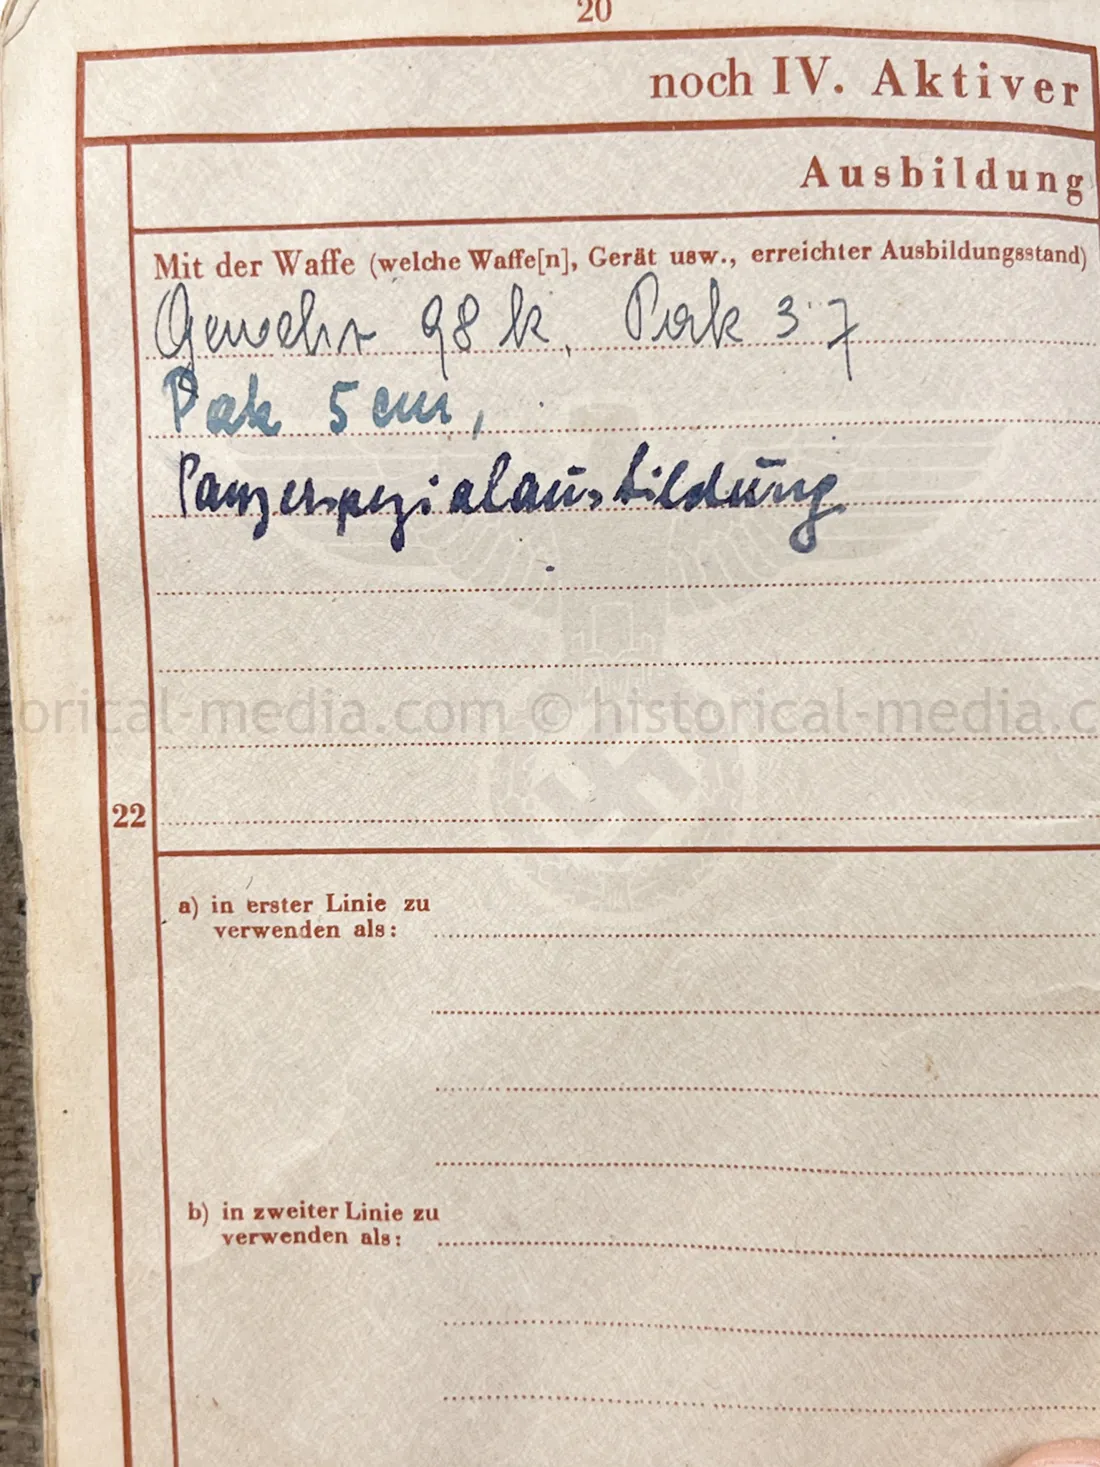 20
noch IV. Aktiver
Ausbildung
Mit der Waffe (welche Waffe[n], Gerät usw., erreichter Ausbildungsstand)
Gewehr 98 k, Pak 3.7
Pak 5 cm,
Panzerspezialausbildung
historical-media.com © historical-media.c
22
a) in erster Linie zu
verwenden als:
b) in zweiter Linie zu
verwenden als: